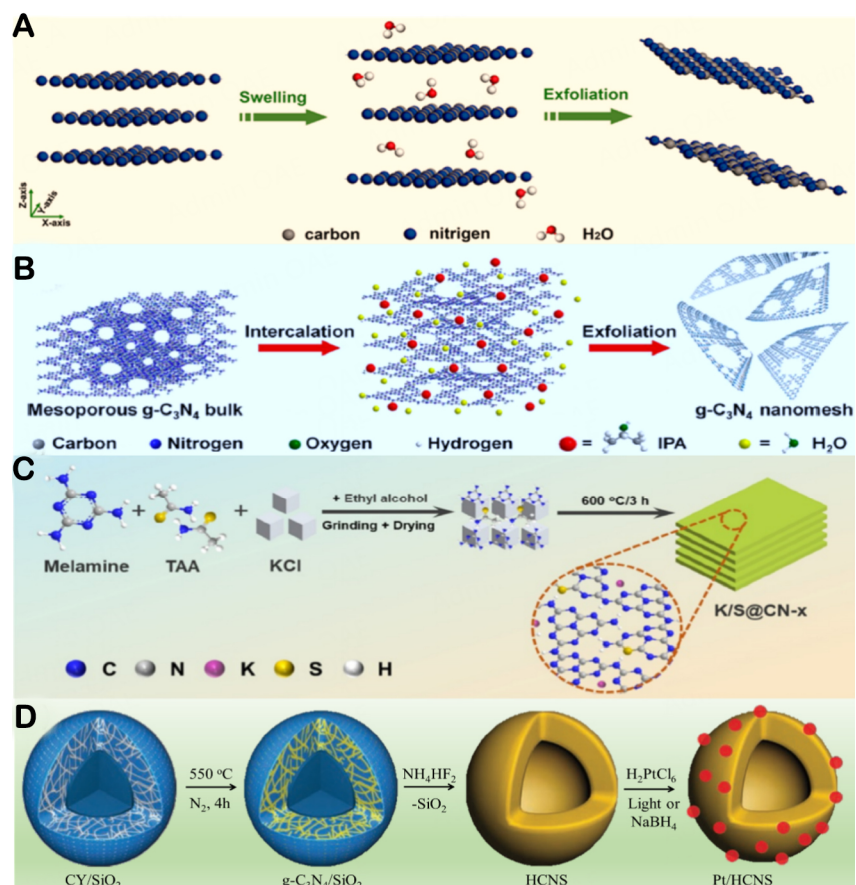 A
Swelling
Exfoliation
Z-axis
Y-axis
X-axis
carbon
nitrigen
H2O
B
Intercalation
Exfoliation
Mesoporous g-C₃N₄ bulk
g-C₃N₄ nanomesh
Carbon
Nitrogen
Oxygen
Hydrogen
=
IPA
=
H₂O
C
+ Ethyl alcohol
600 °C/3 h
+
+
Grinding + Drying
Melamine
TAA
KCl
K/S@CN-x
C
N
K
S
H
D
550 °C
N₂, 4h
NH₄HF₂
-SiO₂
H₂PtCl₆
Light or
NaBH₄
CY/SiO₂
g-C₃N₄/SiO₂
HCNS
Pt/HCNS